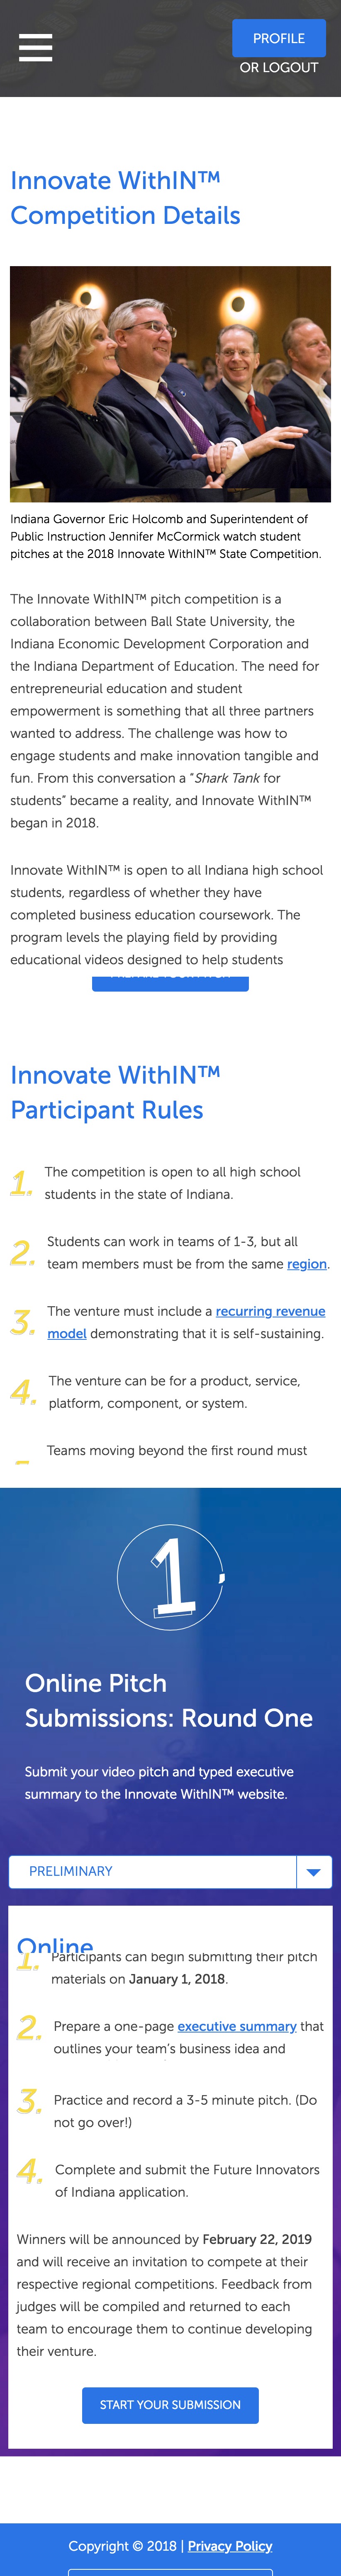 PROFILE
OR LOGOUT
Innovate WithIN™
Competition Details
Indiana Governor Eric Holcomb and Superintendent of
Public Instruction Jennifer McCormick watch student
pitches at the 2018 Innovate WithIN™ State Competition.
The Innovate WithIN™ pitch competition is a
collaboration between Ball State University, the
Indiana Economic Development Corporation and
the Indiana Department of Education. The need for
entrepreneurial education and student
empowerment is something that all three partners
wanted to address. The challenge was how to
engage students and make innovation tangible and
fun. From this conversation a “Shark Tank for
students” became a reality, and Innovate WithIN™
began in 2018.
Innovate WithIN™ is open to all Indiana high school
students, regardless of whether they have
completed business education coursework. The
program levels the playing field by providing
educational videos designed to help students
Innovate WithIN™
Participant Rules
1. The competition is open to all high school
students in the state of Indiana.
2. Students can work in teams of 1-3, but all
team members must be from the same region.
3. The venture must include a recurring revenue
model demonstrating that it is self-sustaining.
4. The venture can be for a product, service,
platform, component, or system.
Teams moving beyond the first round must
1.
Online Pitch
Submissions: Round One
Submit your video pitch and typed executive
summary to the Innovate WithIN™ website.
PRELIMINARY
Online
1. Participants can begin submitting their pitch
materials on January 1, 2018.
2. Prepare a one-page executive summary that
outlines your team’s business idea and
3. Practice and record a 3-5 minute pitch. (Do
not go over!)
4. Complete and submit the Future Innovators
of Indiana application.
Winners will be announced by February 22, 2019
and will receive an invitation to compete at their
respective regional competitions. Feedback from
judges will be compiled and returned to each
team to encourage them to continue developing
their venture.
START YOUR SUBMISSION
Copyright © 2018 | Privacy Policy